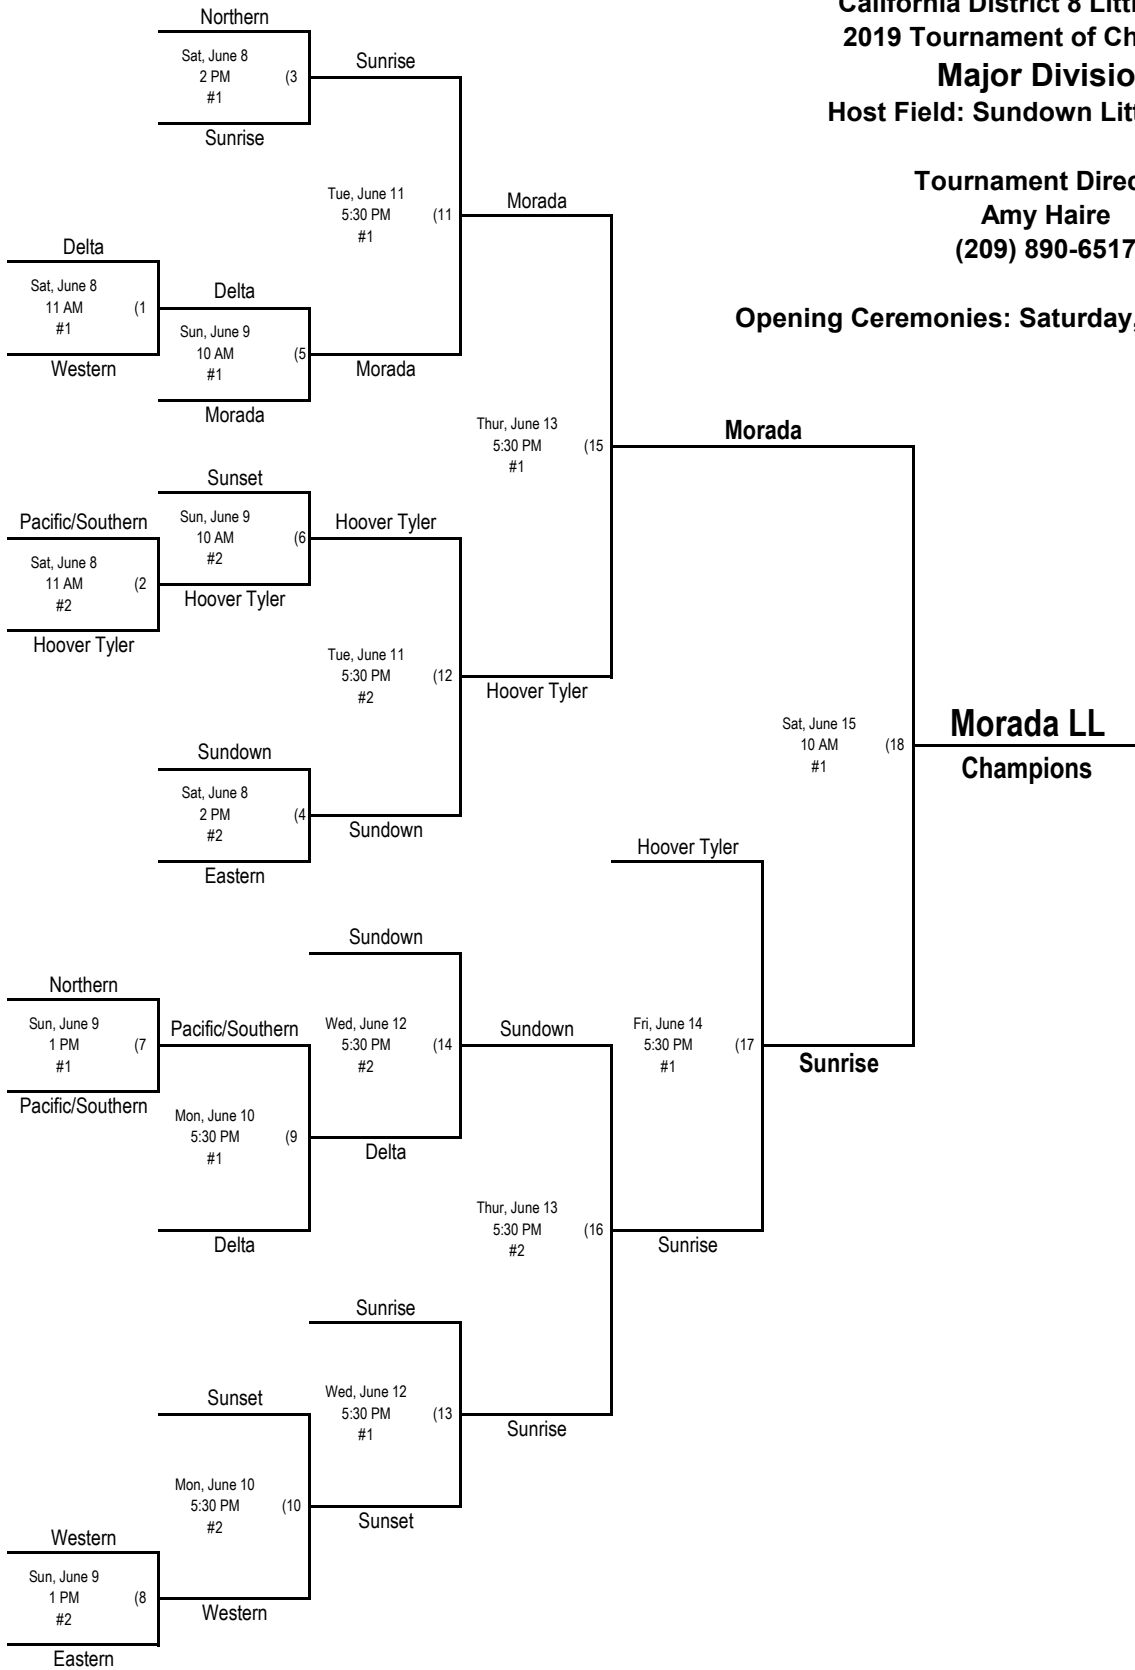 California District 8
2019 Tournament of
Major
Host Field: Sundown
Tournament
Amy Haire
(209) 890-6517
Opening Ceremonies: Saturday,
Northern
Sat, June 8
2 PM (3
#1
Sunrise
Sunrise
Tue, June 11
5:30 PM (11
#1
Morada
Delta
Sat, June 8
11 AM (1
#1
Western
Delta
Sun, June 9
10 AM (5
#1
Morada
Morada
Thur, June 13
5:30 PM (15
#1
Morada
Sunset
Pacific/Southern
Sun, June 9
10 AM (6
#2
Hoover Tyler
Sat, June 8
11 AM (2
#2
Hoover Tyler
Hoover Tyler
Tue, June 11
5:30 PM (12
#2
Hoover Tyler
Sundown
Sat, June 8
2 PM (4
#2
Sundown
Eastern
Sat, June 15
10 AM (18
#1
Morada LL
Champions
Hoover Tyler
Sundown
Northern
Sun, June 9
1 PM (7
#1
Pacific/Southern
Pacific/Southern
Wed, June 12
5:30 PM (14
#2
Sundown
Fri, June 14
5:30 PM (17
#1
Sunrise
Mon, June 10
5:30 PM (9
#1
Delta
Delta
Thur, June 13
5:30 PM (16
#2
Sunrise
Sunrise
Sunset
Wed, June 12
5:30 PM (13
#1
Sunrise
Mon, June 10
5:30 PM (10
#2
Sunset
Western
Sun, June 9
1 PM (8
#2
Western
Eastern